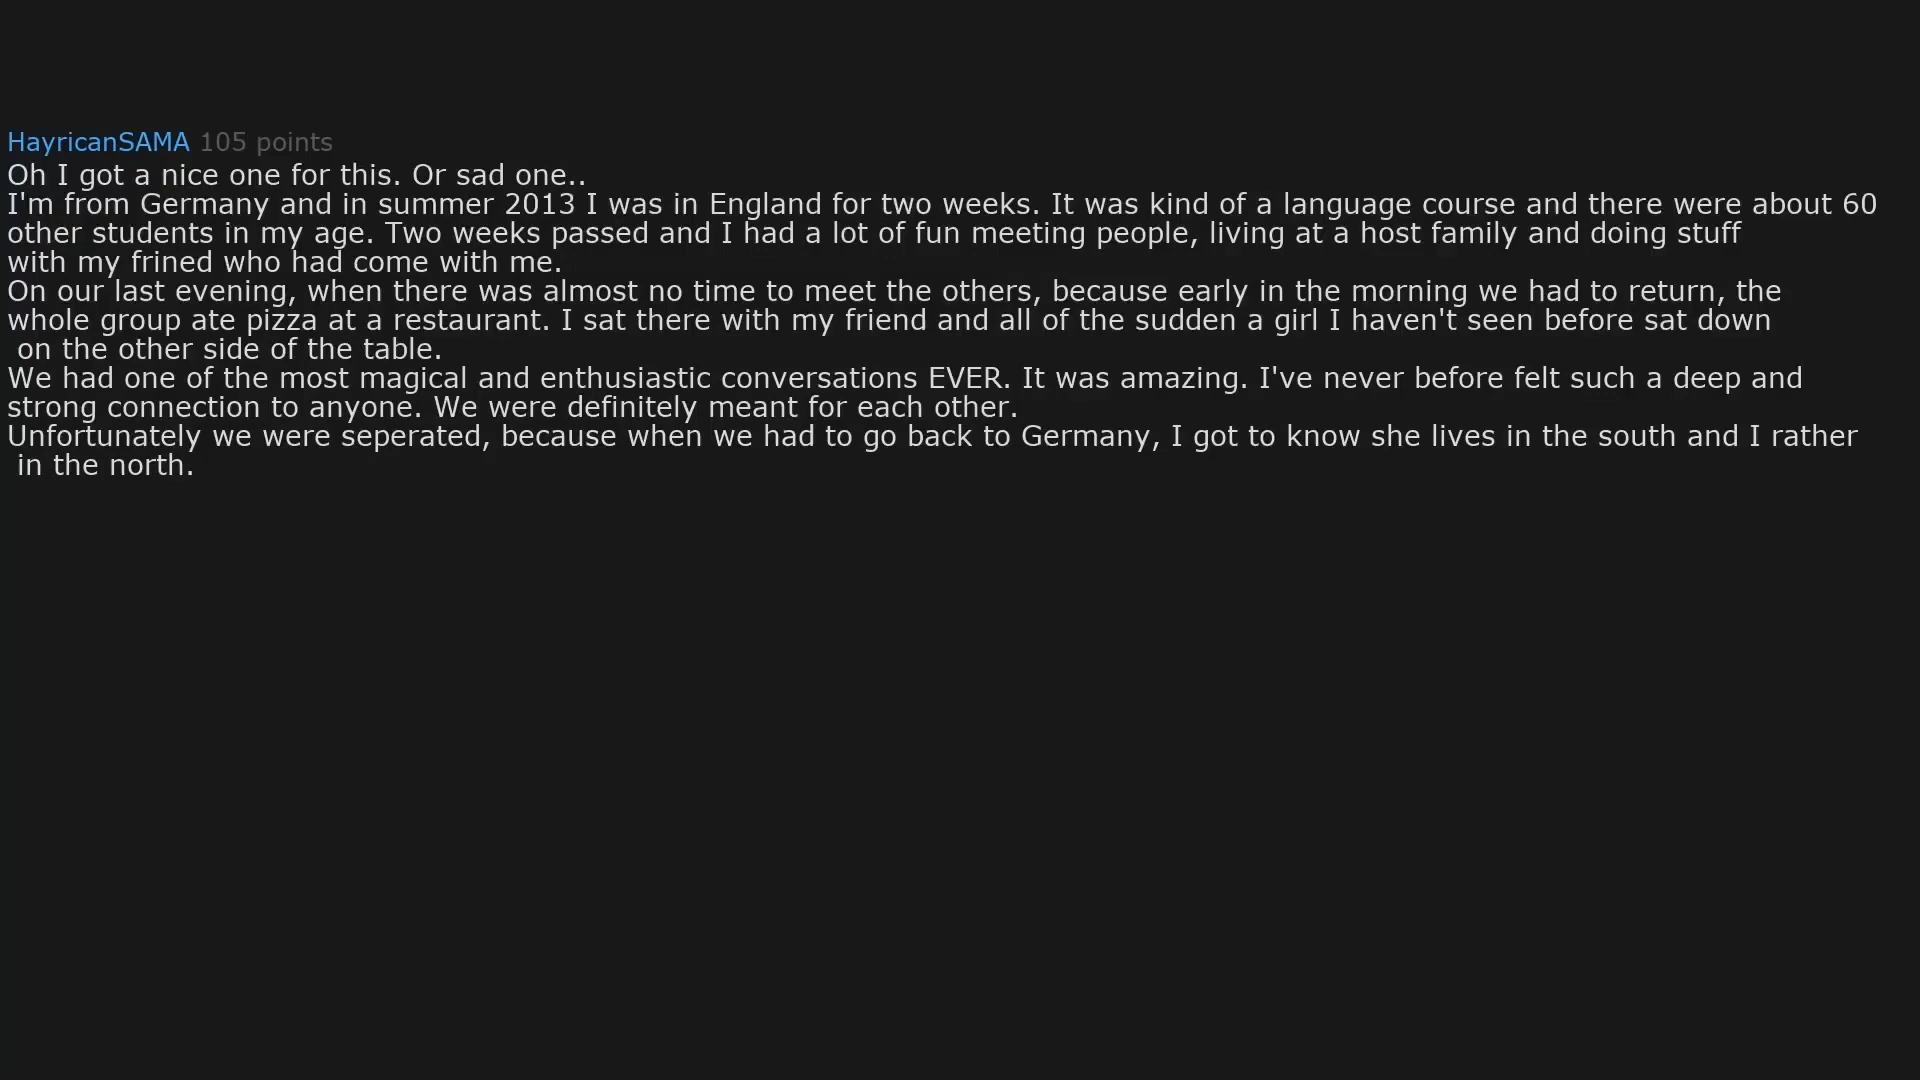 HayricanSAMA 105 points
Oh I got a nice one for this. Or sad one..
I'm from Germany and in summer 2013 I was in England for two weeks. It was kind of a language course and there were about 60
other students in my age. Two weeks passed and I had a lot of fun meeting people, living at a host family and doing stuff
with my frined who had come with me.
On our last evening, when there was almost no time to meet the others, because early in the morning we had to return, the
whole group ate pizza at a restaurant. I sat there with my friend and all of the sudden a girl I haven't seen before sat down
on the other side of the table.
We had one of the most magical and enthusiastic conversations EVER. It was amazing. I've never before felt such a deep and
strong connection to anyone. We were definitely meant for each other.
Unfortunately we were seperated, because when we had to go back to Germany, I got to know she lives in the south and I rather
in the north.